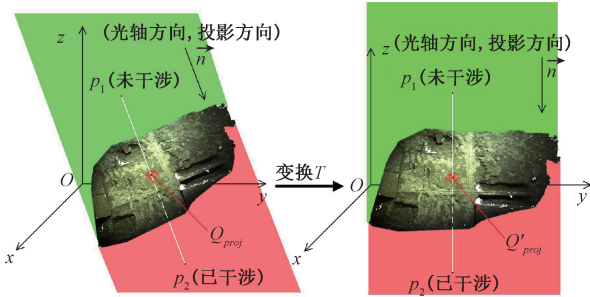 z
(光轴方向,投影方向)
n
p₁(未干涉)
O
y
x
Q proj
p₂(已干涉)
变换T
z
(光轴方向,投影方向)
n
p₁(未干涉)
O
y
x
Q′ proj
p₂(已干涉)